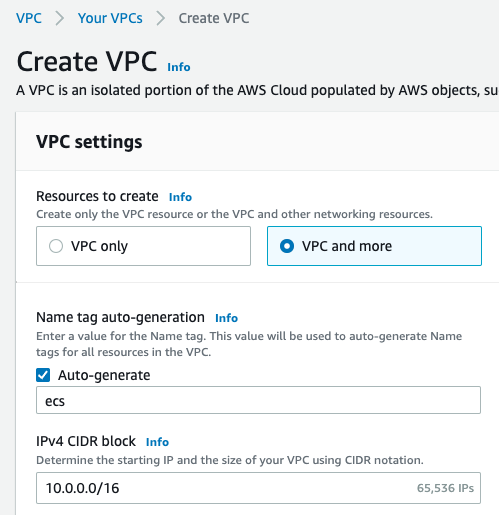 VPC > Your VPCs > Create VPC
Create VPC Info
A VPC is an isolated portion of the AWS Cloud populated by AWS objects, su
VPC settings
Resources to create Info
Create only the VPC resource or the VPC and other networking resources.
VPC only
VPC and more
Name tag auto-generation Info
Enter a value for the Name tag. This value will be used to auto-generate Name
tags for all resources in the VPC.
Auto-generate
ecs
IPv4 CIDR block Info
Determine the starting IP and the size of your VPC using CIDR notation.
10.0.0.0/16 65,536 IPs